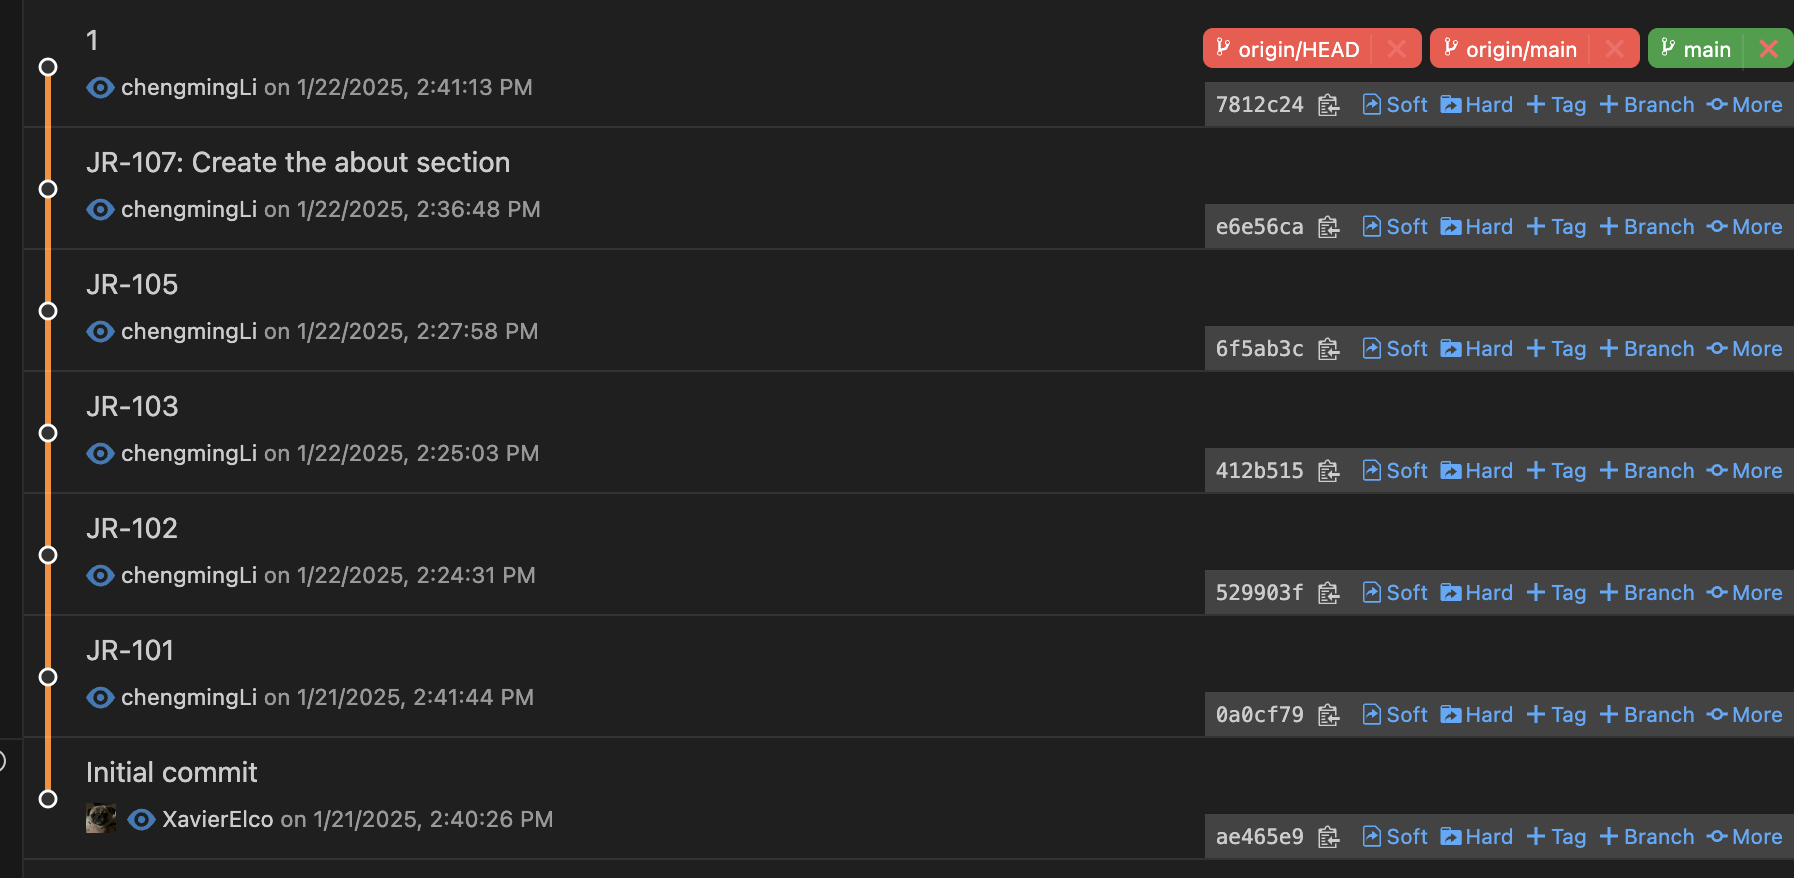 1
origin/HEAD origin/main main
chengmingLi on 1/22/2025, 2:41:13 PM
7812c24 Soft Hard Tag Branch More
JR-107: Create the about section
chengmingLi on 1/22/2025, 2:36:48 PM
e6e56ca Soft Hard Tag Branch More
JR-105
chengmingLi on 1/22/2025, 2:27:58 PM
6f5ab3c Soft Hard Tag Branch More
JR-103
chengmingLi on 1/22/2025, 2:25:03 PM
412b515 Soft Hard Tag Branch More
JR-102
chengmingLi on 1/22/2025, 2:24:31 PM
529903f Soft Hard Tag Branch More
JR-101
chengmingLi on 1/21/2025, 2:41:44 PM
0a0cf79 Soft Hard Tag Branch More
Initial commit
XavierElco on 1/21/2025, 2:40:26 PM
ae465e9 Soft Hard Tag Branch More